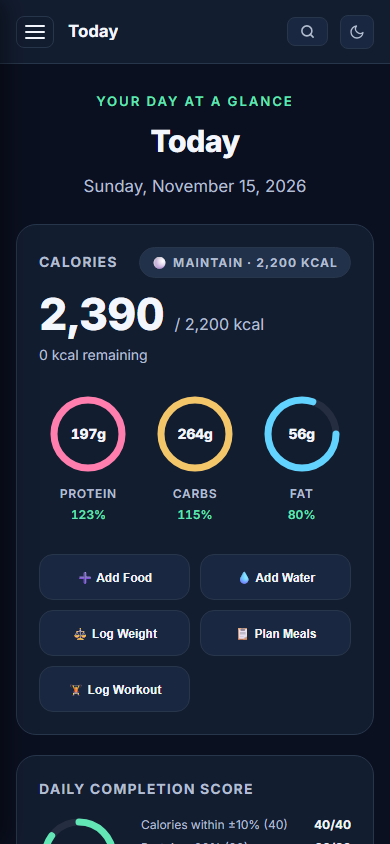 Today
YOUR DAY AT A GLANCE
Today
Sunday, November 15, 2026
CALORIES
MAINTAIN · 2,200 KCAL
2,390 / 2,200 kcal
0 kcal remaining
197g 264g 56g
PROTEIN CARBS FAT
123% 115% 80%
Add Food Add Water
Log Weight Plan Meals
Log Workout
DAILY COMPLETION SCORE
Calories within ±10% (40) 40/40